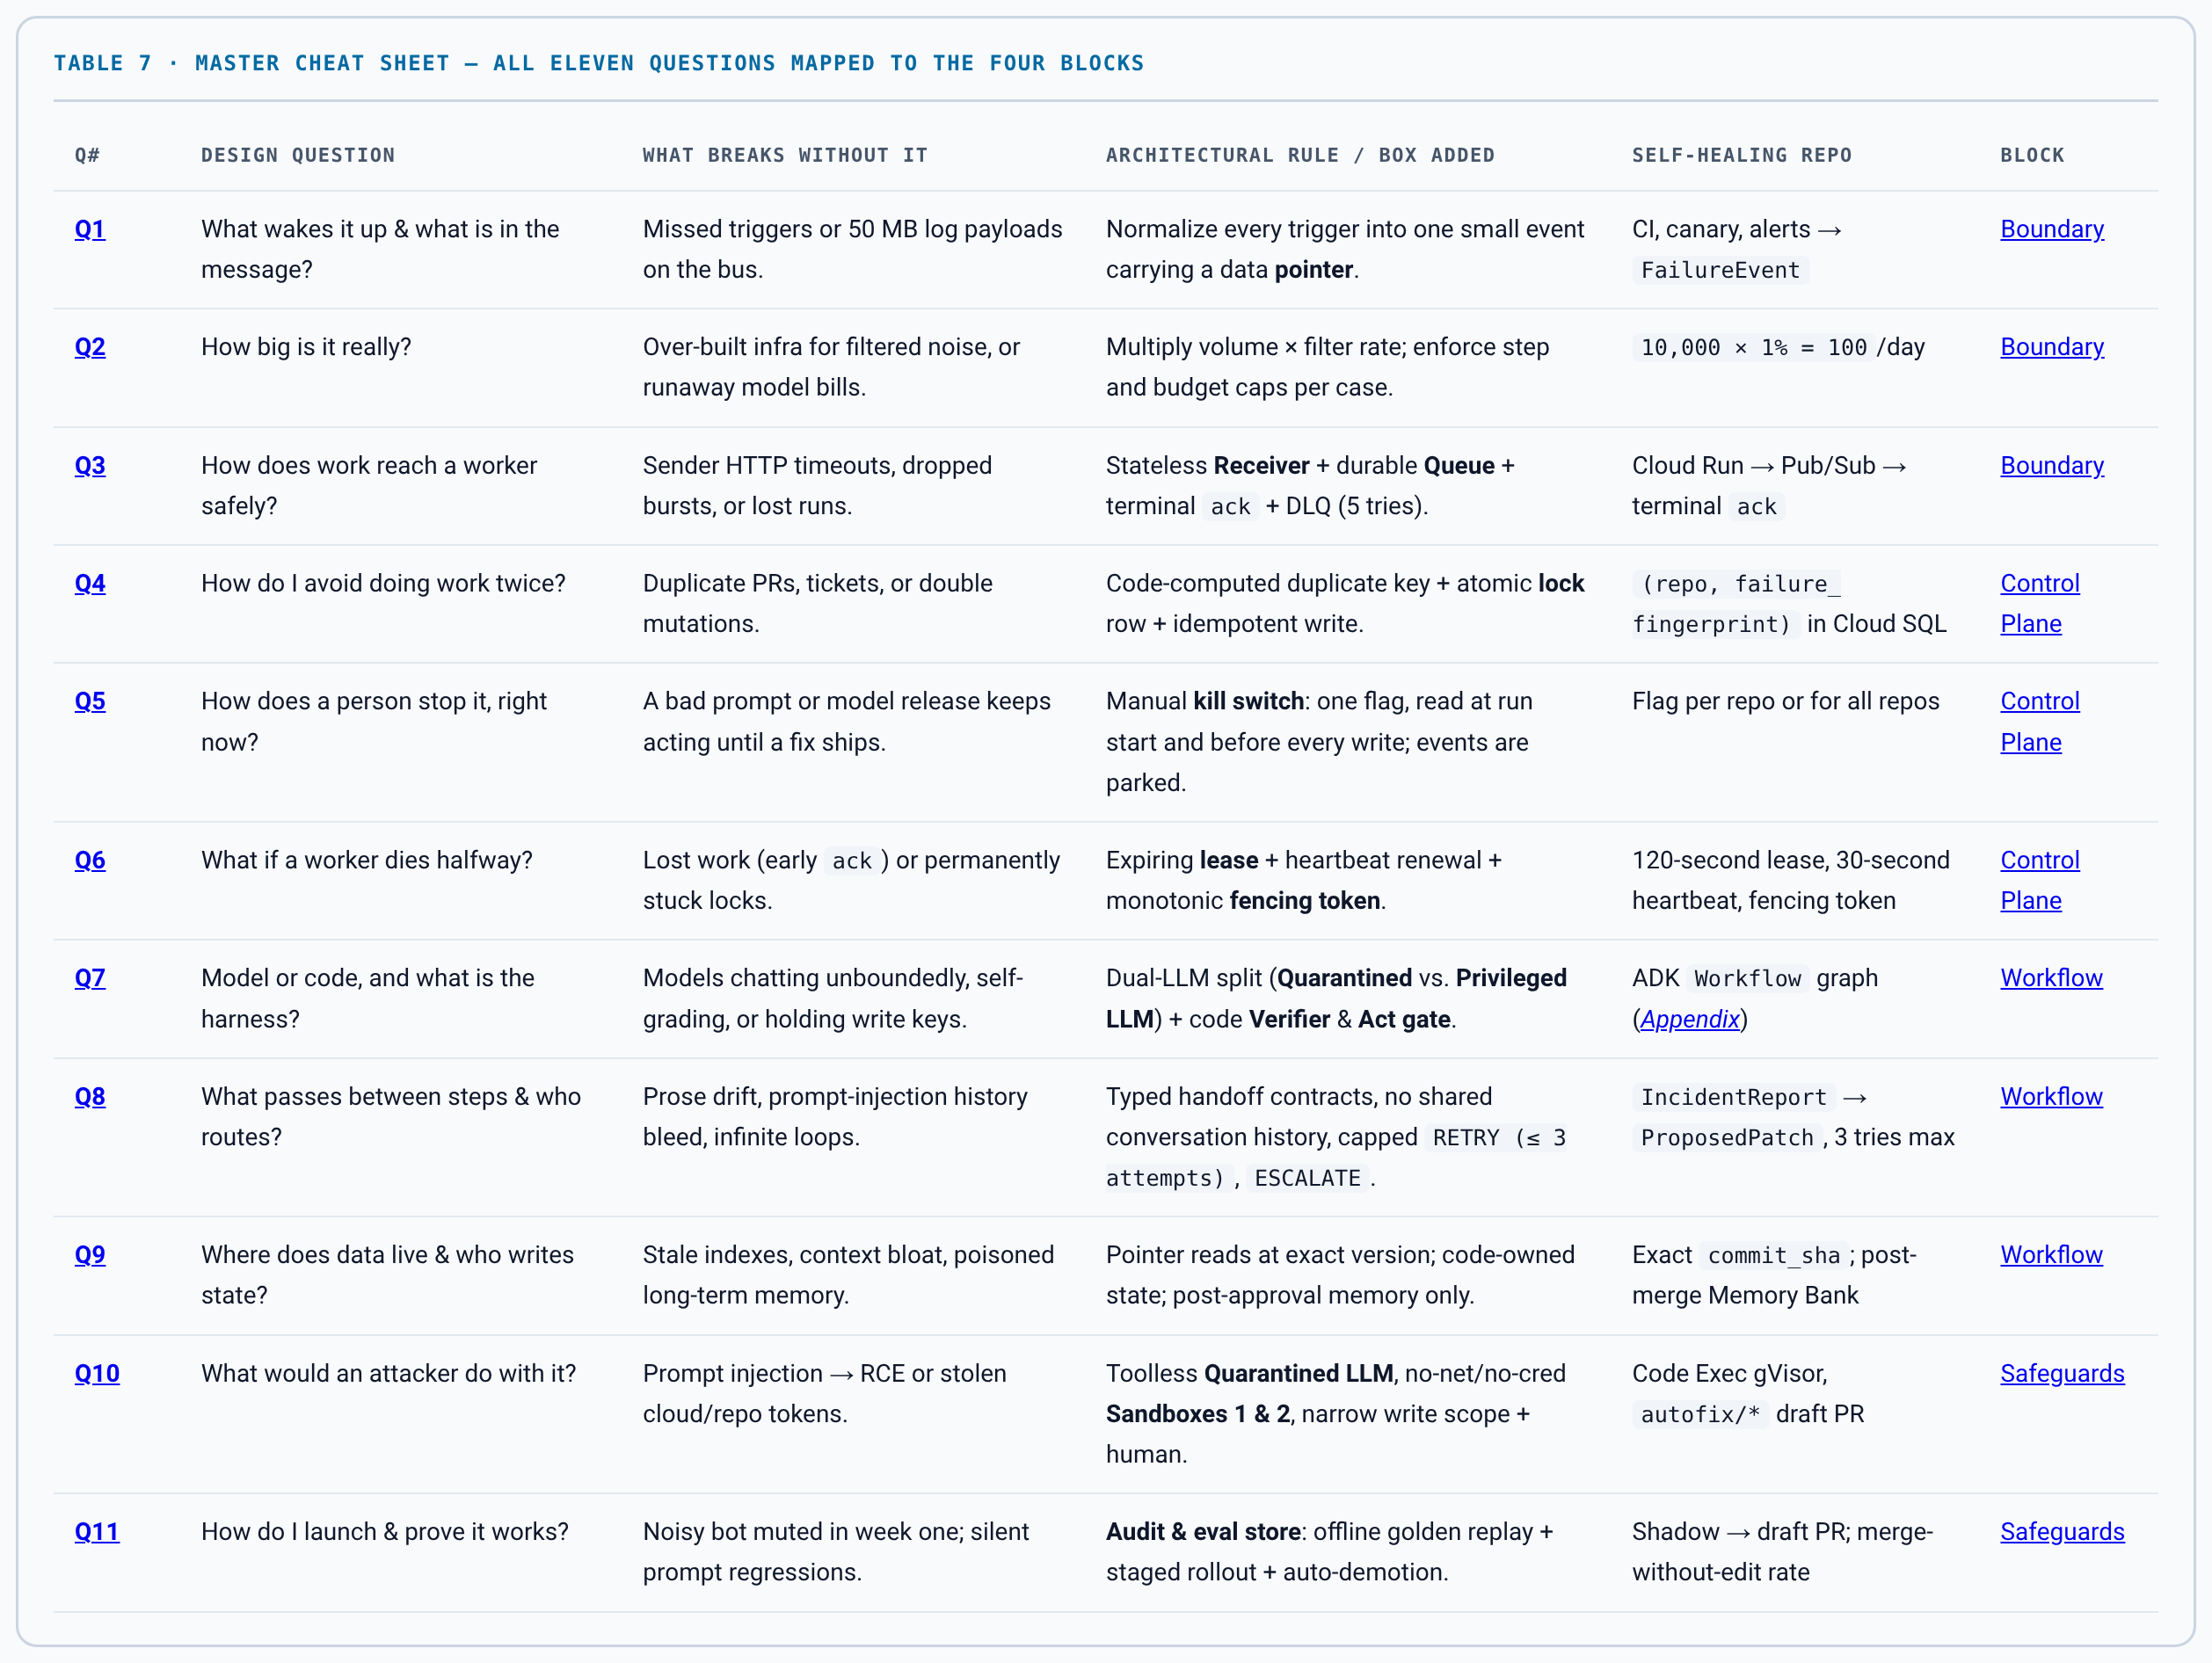 TABLE 7 · MASTER CHEAT SHEET — ALL ELEVEN QUESTIONS MAPPED TO THE FOUR BLOCKS
Q# DESIGN QUESTION WHAT BREAKS WITHOUT IT ARCHITECTURAL RULE / BOX ADDED SELF-HEALING REPO BLOCK
Q1 What wakes it up & what is in the Missed triggers or 50 MB log payloads Normalize every trigger into one small event CI, canary, alerts → Boundary
message? on the bus. carrying a data pointer. FailureEvent
Q2 How big is it really? Over-built infra for filtered noise, or Multiply volume × filter rate; enforce step 10,000 × 1% = 100 /day Boundary
runaway model bills. and budget caps per case.
Q3 How does work reach a worker Sender HTTP timeouts, dropped Stateless Receiver + durable Queue + Cloud Run → Pub/Sub → Boundary
safely? bursts, or lost runs. terminal ack + DLQ (5 tries). terminal ack
Q4 How do I avoid doing work twice? Duplicate PRs, tickets, or double Code-computed duplicate key + atomic lock (repo, failure_ Control
mutations. row + idempotent write. fingerprint) in Cloud SQL Plane
Q5 How does a person stop it, right A bad prompt or model release keeps Manual kill switch: one flag, read at run Flag per repo or for all repos Control
now? acting until a fix ships. start and before every write; events are Plane
parked.
Q6 What if a worker dies halfway? Lost work (early ack) or permanently Expiring lease + heartbeat renewal + 120-second lease, 30-second Control
stuck locks. monotonic fencing token. heartbeat, fencing token Plane
Q7 Model or code, and what is the Models chatting unboundedly, self- Dual-LLM split (Quarantined vs. Privileged ADK Workflow graph Workflow
harness? grading, or holding write keys. LLM) + code Verifier & Act gate. (Appendix)
Q8 What passes between steps & who Prose drift, prompt-injection history Typed handoff contracts, no shared IncidentReport → Workflow
routes? bleed, infinite loops. conversation history, capped RETRY (≤ 3 ProposedPatch, 3 tries max
attempts), ESCALATE.
Q9 Where does data live & who writes Stale indexes, context bloat, poisoned Pointer reads at exact version; code-owned Exact commit_sha; post- Workflow
state? long-term memory. state; post-approval memory only. merge Memory Bank
Q10 What would an attacker do with it? Prompt injection → RCE or stolen Toolless Quarantined LLM, no-net/no-cred Code Exec gVisor, Safeguards
cloud/repo tokens. Sandboxes 1 & 2, narrow write scope + autofix/* draft PR
human.
Q11 How do I launch & prove it works? Noisy bot muted in week one; silent Audit & eval store: offline golden replay + Shadow → draft PR; merge- Safeguards
prompt regressions. staged rollout + auto-demotion. without-edit rate